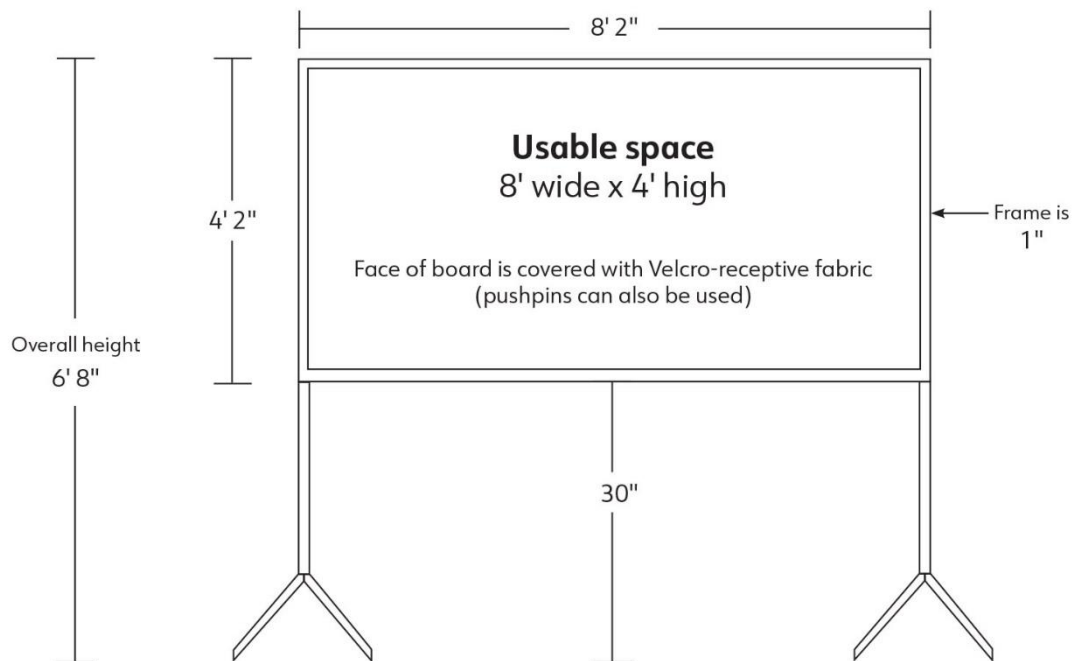 8' 2"
Usable space
8' wide x 4' high
4' 2"
Frame is
1"
Face of board is covered with Velcro-receptive fabric
(pushpins can also be used)
Overall height
6' 8"
30"